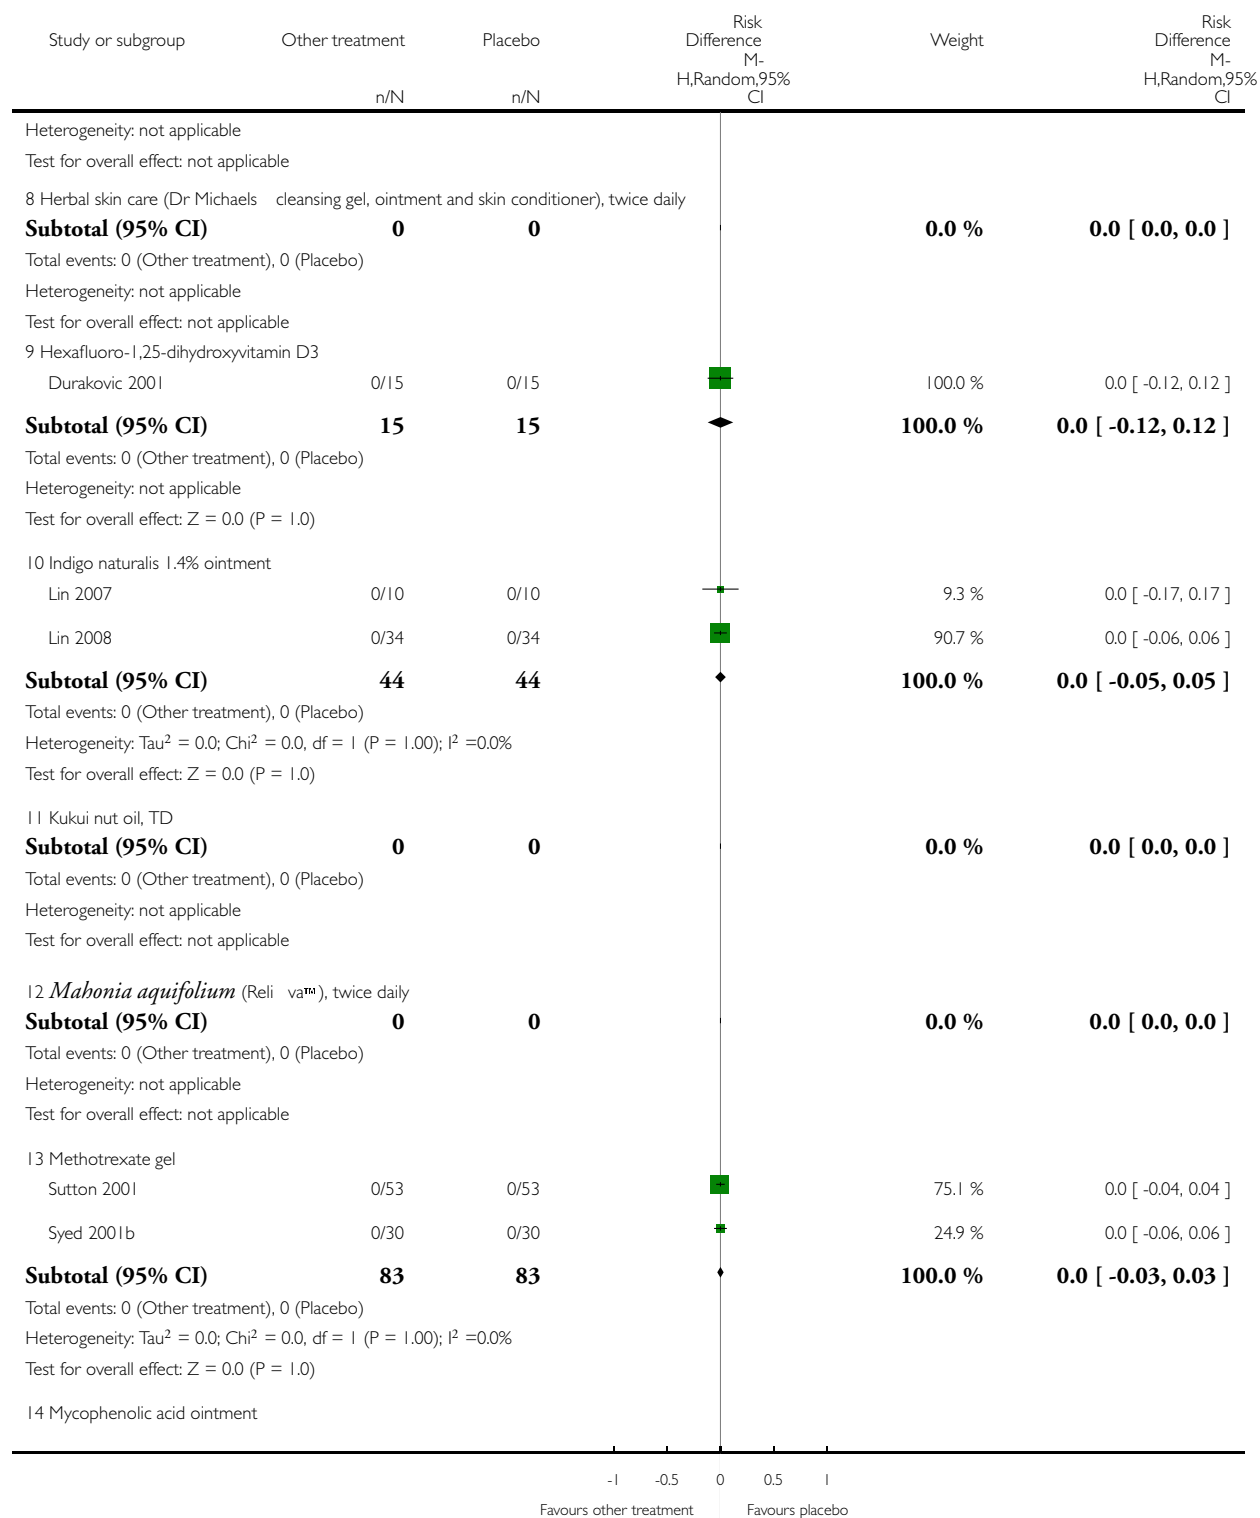 Study or subgroup Other treatment Placebo Risk Difference M-H,Random,95% CI Weight Risk Difference M-H,Random,95% CI
n/N n/N
Heterogeneity: not applicable
Test for overall effect: not applicable
8 Herbal skin care (Dr Michaels cleansing gel, ointment and skin conditioner), twice daily
Subtotal (95% CI) 0 0 0.0 % 0.0 [ 0.0, 0.0 ]
Total events: 0 (Other treatment), 0 (Placebo)
Heterogeneity: not applicable
Test for overall effect: not applicable
9 Hexafluoro-1,25-dihydroxyvitamin D3
Durakovic 2001 0/15 0/15 100.0 % 0.0 [ -0.12, 0.12 ]
Subtotal (95% CI) 15 15 100.0 % 0.0 [ -0.12, 0.12 ]
Total events: 0 (Other treatment), 0 (Placebo)
Heterogeneity: not applicable
Test for overall effect: Z = 0.0 (P = 1.0)
10 Indigo naturalis 1.4% ointment
Lin 2007 0/10 0/10 9.3 % 0.0 [ -0.17, 0.17 ]
Lin 2008 0/34 0/34 90.7 % 0.0 [ -0.06, 0.06 ]
Subtotal (95% CI) 44 44 100.0 % 0.0 [ -0.05, 0.05 ]
Total events: 0 (Other treatment), 0 (Placebo)
Heterogeneity: Tau² = 0.0; Chi² = 0.0, df = 1 (P = 1.00); I² =0.0%
Test for overall effect: Z = 0.0 (P = 1.0)
11 Kukui nut oil, TD
Subtotal (95% CI) 0 0 0.0 % 0.0 [ 0.0, 0.0 ]
Total events: 0 (Other treatment), 0 (Placebo)
Heterogeneity: not applicable
Test for overall effect: not applicable
12 Mahonia aquifolium (Reli va™), twice daily
Subtotal (95% CI) 0 0 0.0 % 0.0 [ 0.0, 0.0 ]
Total events: 0 (Other treatment), 0 (Placebo)
Heterogeneity: not applicable
Test for overall effect: not applicable
13 Methotrexate gel
Sutton 2001 0/53 0/53 75.1 % 0.0 [ -0.04, 0.04 ]
Syed 2001b 0/30 0/30 24.9 % 0.0 [ -0.06, 0.06 ]
Subtotal (95% CI) 83 83 100.0 % 0.0 [ -0.03, 0.03 ]
Total events: 0 (Other treatment), 0 (Placebo)
Heterogeneity: Tau² = 0.0; Chi² = 0.0, df = 1 (P = 1.00); I² =0.0%
Test for overall effect: Z = 0.0 (P = 1.0)
14 Mycophenolic acid ointment
-1 -0.5 0 0.5 1
Favours other treatment Favours placebo